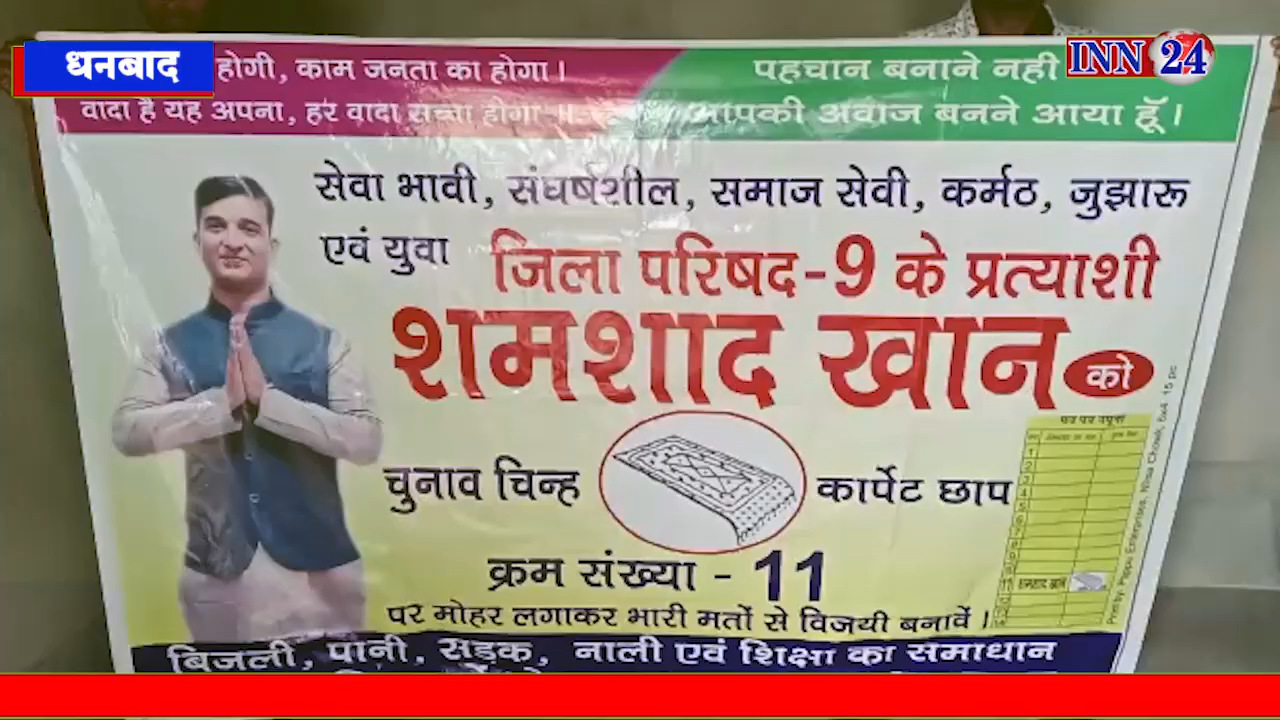 धनबाद
INN 24
होगी, काम जनता का होगा।
वादा है यह अपना, हर वादा सच्चा होगा ॥
पहचान बनाने नही
आपकी अवाज बनने आया हूँ।
सेवा भावी, संघर्षशील, समाज सेवी, कर्मठ, जुझारू
एवं युवा जिला परिषद-9 के प्रत्याशी
शमशाद खान को
चुनाव चिन्ह कार्पेट छाप
क्रम संख्या - 11
पर मोहर लगाकर भारी मतों से विजयी बनावें।
शमशाद खान
बिजली, पानी, सड़क, नाली एवं शिक्षा का समाधान